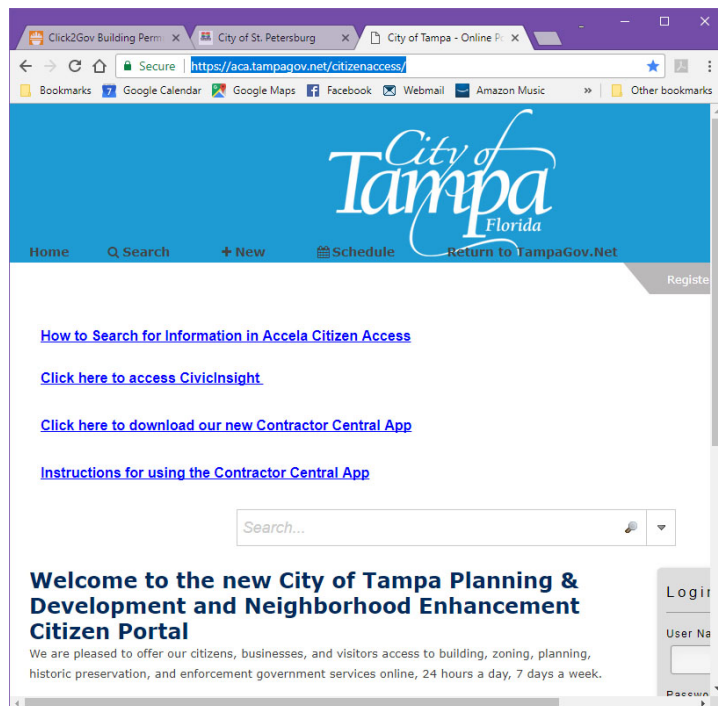 Click2Gov Building Perm
City of St. Petersburg
City of Tampa - Online Po
Secure
https://aca.tampagov.net/citizenaccess/
Bookmarks
Google Calendar
Google Maps
Facebook
Webmail
Amazon Music
»
Other bookmarks
City of
Tampa
Florida
Home
Search
+ New
Schedule
Return to TampaGov.Net
Registe
How to Search for Information in Accela Citizen Access
Click here to access CivicInsight
Click here to download our new Contractor Central App
Instructions for using the Contractor Central App
Search...
Welcome to the new City of Tampa Planning &
Development and Neighborhood Enhancement
Citizen Portal
We are pleased to offer our citizens, businesses, and visitors access to building, zoning, planning,
historic preservation, and enforcement government services online, 24 hours a day, 7 days a week.
Login
User Na
Passwo